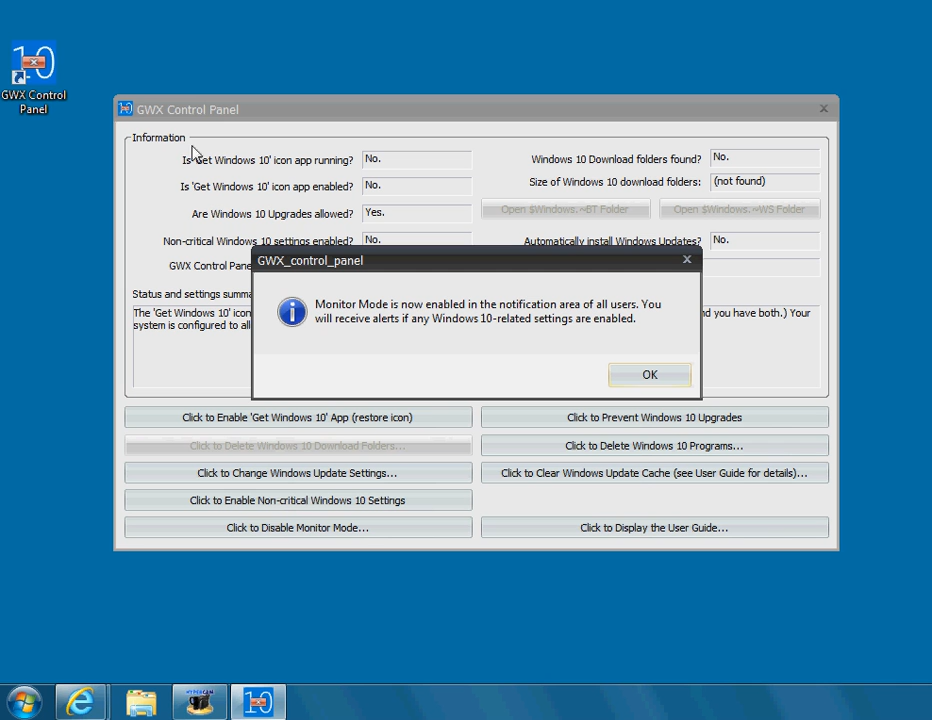 GWX Control
Panel
GWX Control Panel
Information
Is 'Get Windows 10' icon app running?
No.
Windows 10 Download folders found?
No.
Is 'Get Windows 10' icon app enabled?
No.
Size of Windows 10 download folders:
(not found)
Are Windows 10 Upgrades allowed?
Yes.
Open $Windows.~BT Folder
Open $Windows.~WS Folder
Non-critical Windows 10 settings enabled?
No.
Automatically install Windows Updates?
No.
GWX Control Pane
GWX_control_panel
Status and settings summa
Monitor Mode is now enabled in the notification area of all users. You
will receive alerts if any Windows 10-related settings are enabled.
The 'Get Windows 10' icon
d you have both.) Your
system is configured to all
OK
Click to Enable 'Get Windows 10' App (restore icon)
Click to Prevent Windows 10 Upgrades
Click to Delete Windows 10 Download Folders...
Click to Delete Windows 10 Programs...
Click to Change Windows Update Settings...
Click to Clear Windows Update Cache (see User Guide for details)...
Click to Enable Non-critical Windows 10 Settings
Click to Disable Monitor Mode...
Click to Display the User Guide...